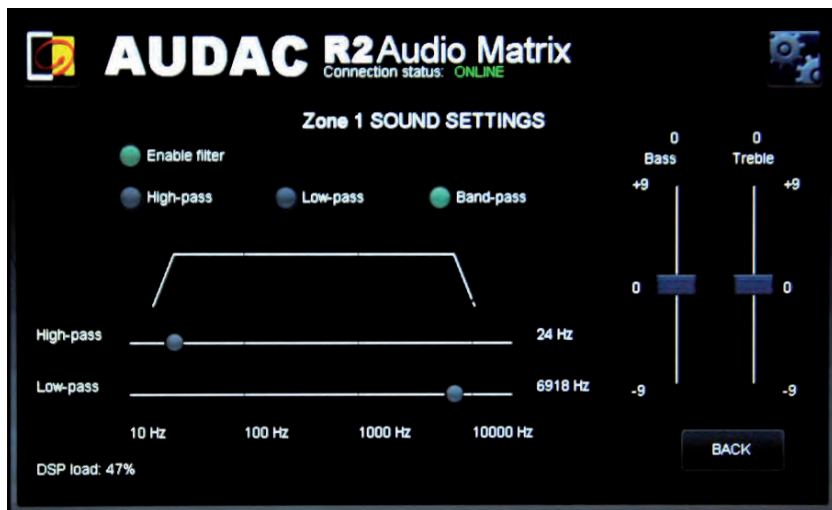 AUDAC R2 Audio Matrix
Connection status: ONLINE
Zone 1 SOUND SETTINGS
Enable filter
High-pass Low-pass Band-pass
0 0
Bass Treble
+9 +9
0 0
-9 -9
High-pass 24 Hz
Low-pass 6918 Hz
10 Hz 100 Hz 1000 Hz 10000 Hz
BACK
DSP load: 47%